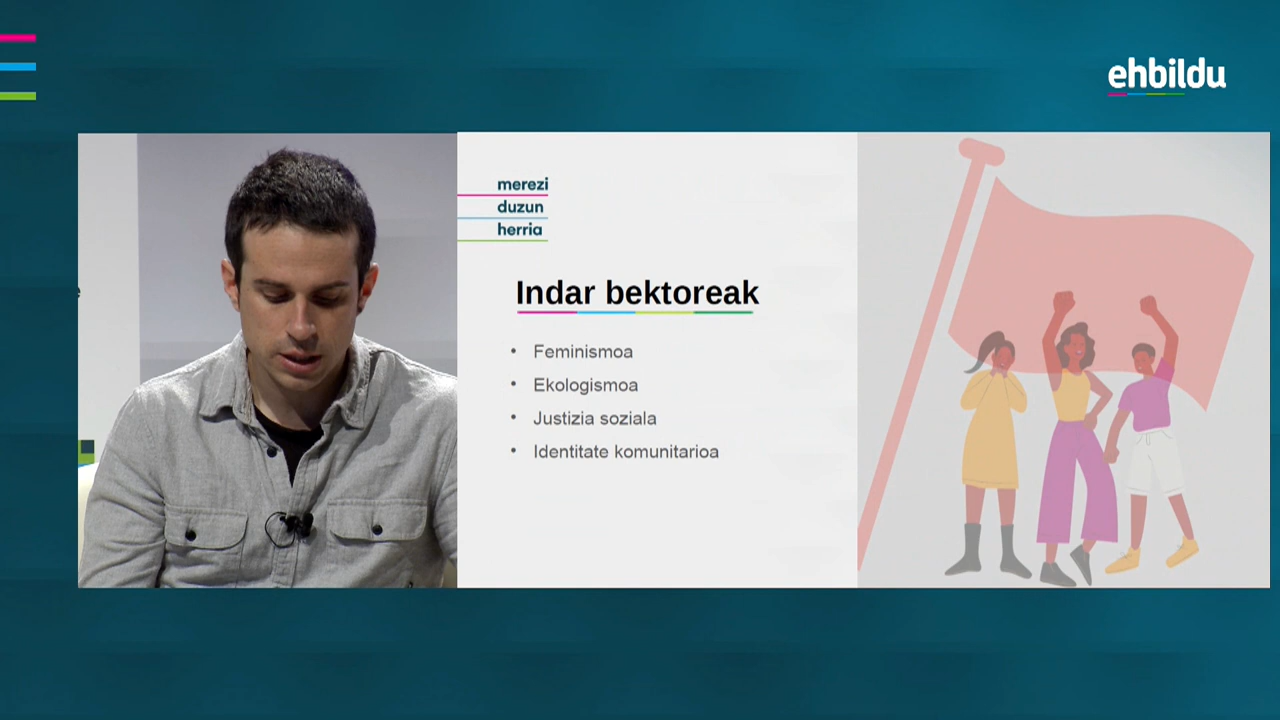 ehbildu
merezi
duzun
herria
Indar bektoreak
• Feminismoa
• Ekologismoa
• Justizia soziala
• Identitate komunitarioa